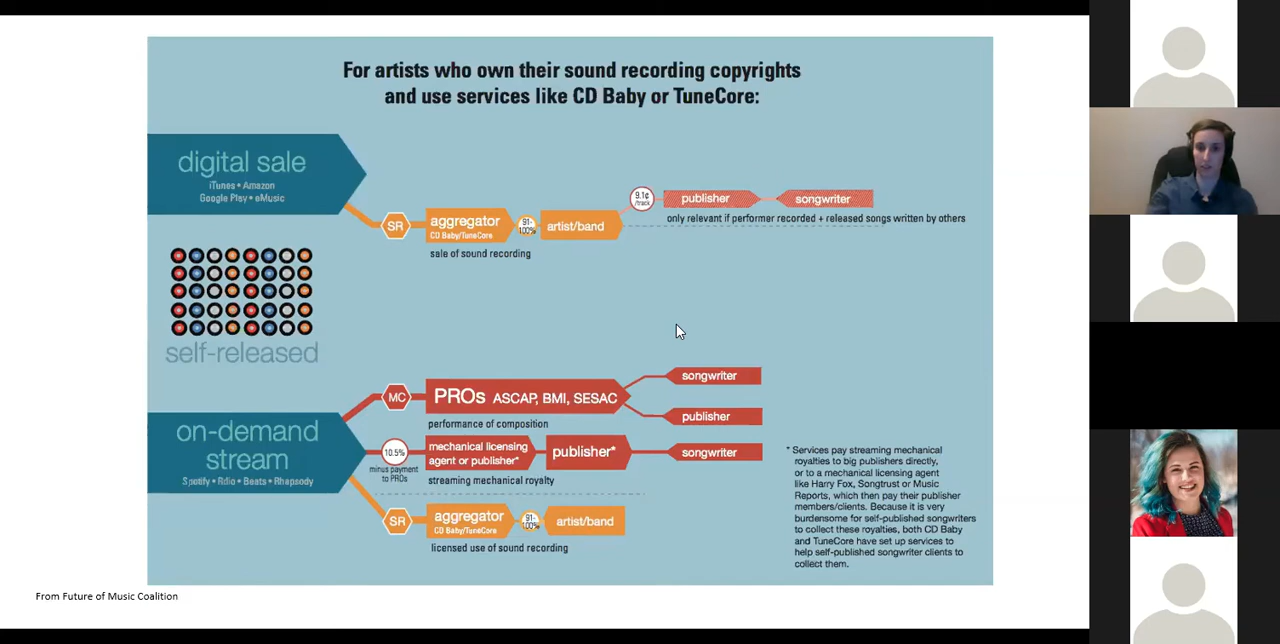 For artists who own their sound recording copyrights
and use services like CD Baby or TuneCore:
digital sale
iTunes • Amazon
Google Play • eMusic
SR
aggregator
CD Baby/TuneCore
91-
100%
artist/band
9.1¢
/track
publisher
songwriter
only relevant if performer recorded + released songs written by others
sale of sound recording
self-released
on-demand
stream
Spotify • Rdio • Beats • Rhapsody
MC
PROs ASCAP, BMI, SESAC
performance of composition
songwriter
publisher
10.5%
minus payment
to PROs
mechanical licensing
agent or publisher*
publisher*
songwriter
streaming mechanical royalty
SR
aggregator
CD Baby/TuneCore
91-
100%
artist/band
licensed use of sound recording
* Services pay streaming mechanical
royalties to big publishers directly,
or to a mechanical licensing agent
like Harry Fox, Songtrust or Music
Reports, which then pay their publisher
members/clients. Because it is very
burdensome for self-published songwriters
to collect these royalties, both CD Baby
and TuneCore have set up services to
help self-published songwriter clients to
collect them.
From Future of Music Coalition